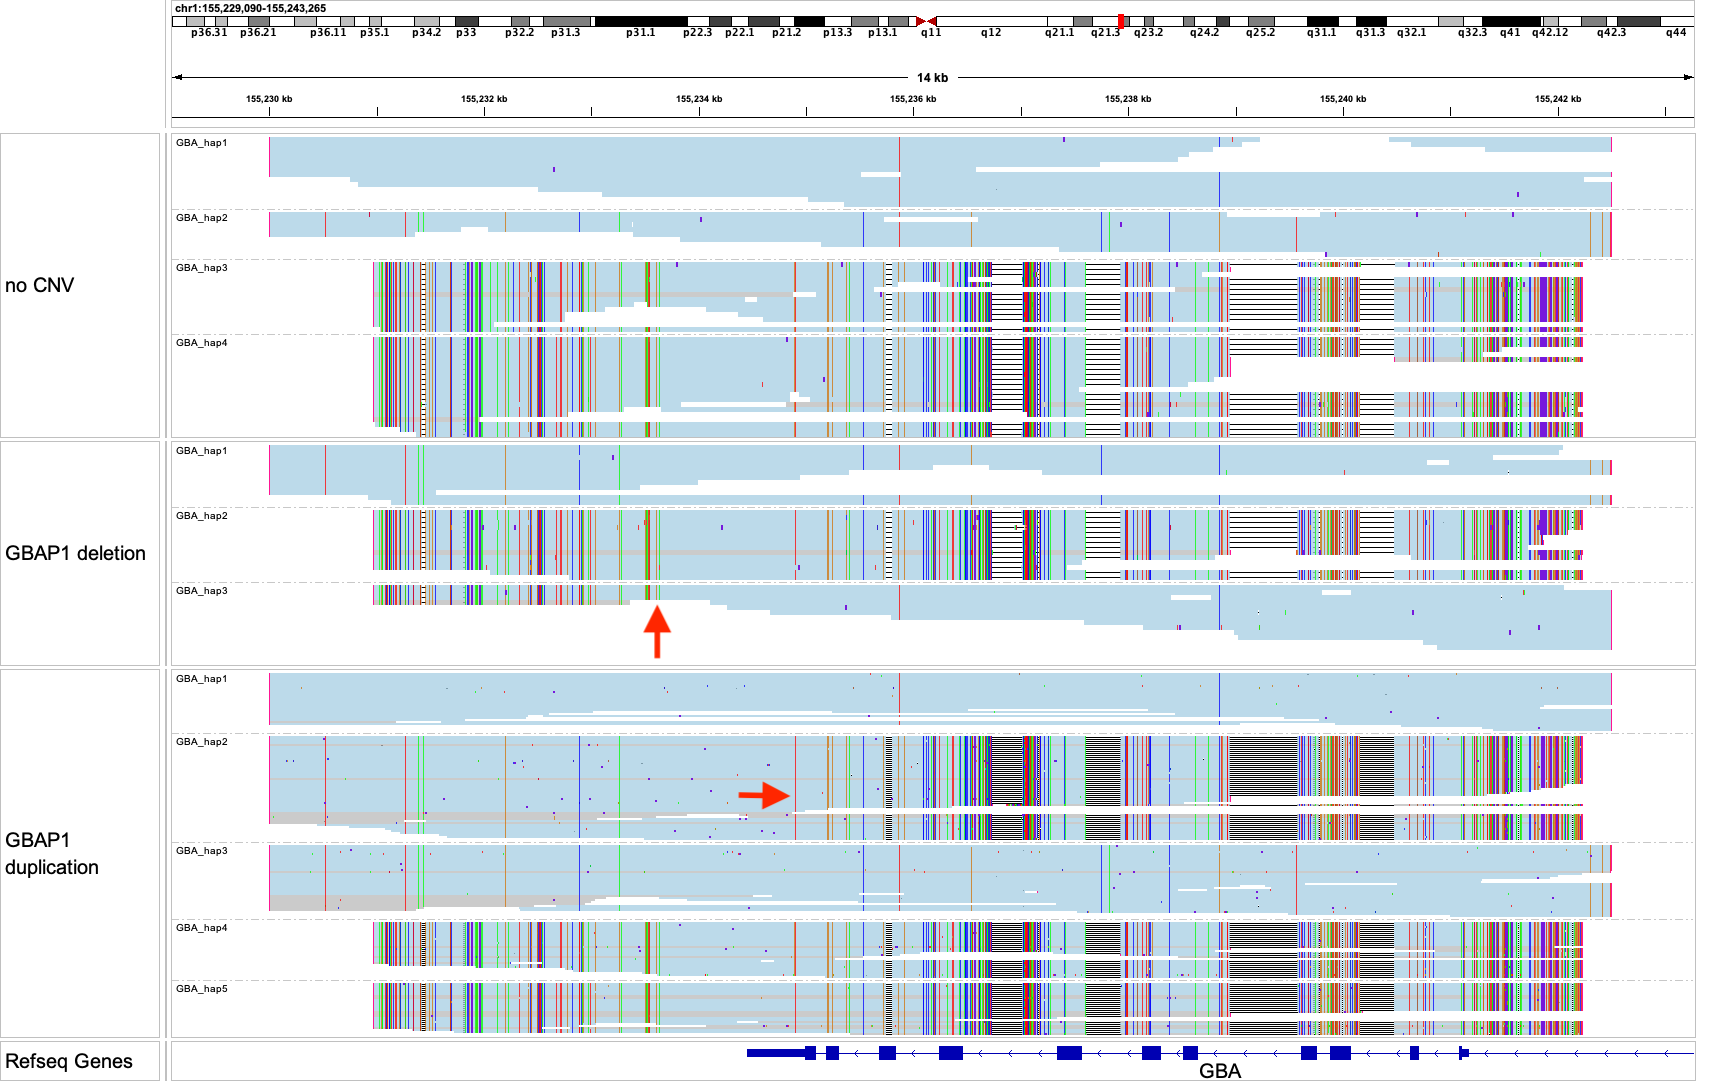 chr1:155,229,090-155,243,265
p36.31 p36.21 p36.11 p35.1 p34.2 p33 p32.2 p31.3 p31.1 p22.3 p22.1 p21.2 p13.3 p13.1 q11 q12 q21.1 q21.3 q23.2 q24.2 q25.2 q31.1 q31.3 q32.1 q32.3 q41 q42.12 q42.3 q44
14 kb
155,230 kb 155,232 kb 155,234 kb 155,236 kb 155,238 kb 155,240 kb 155,242 kb
no CNV
GBA_hap1
GBA_hap2
GBA_hap3
GBA_hap4
GBAP1 deletion
GBA_hap1
GBA_hap2
GBA_hap3
GBAP1
duplication
GBA_hap1
GBA_hap2
GBA_hap3
GBA_hap4
GBA_hap5
Refseq Genes
GBA